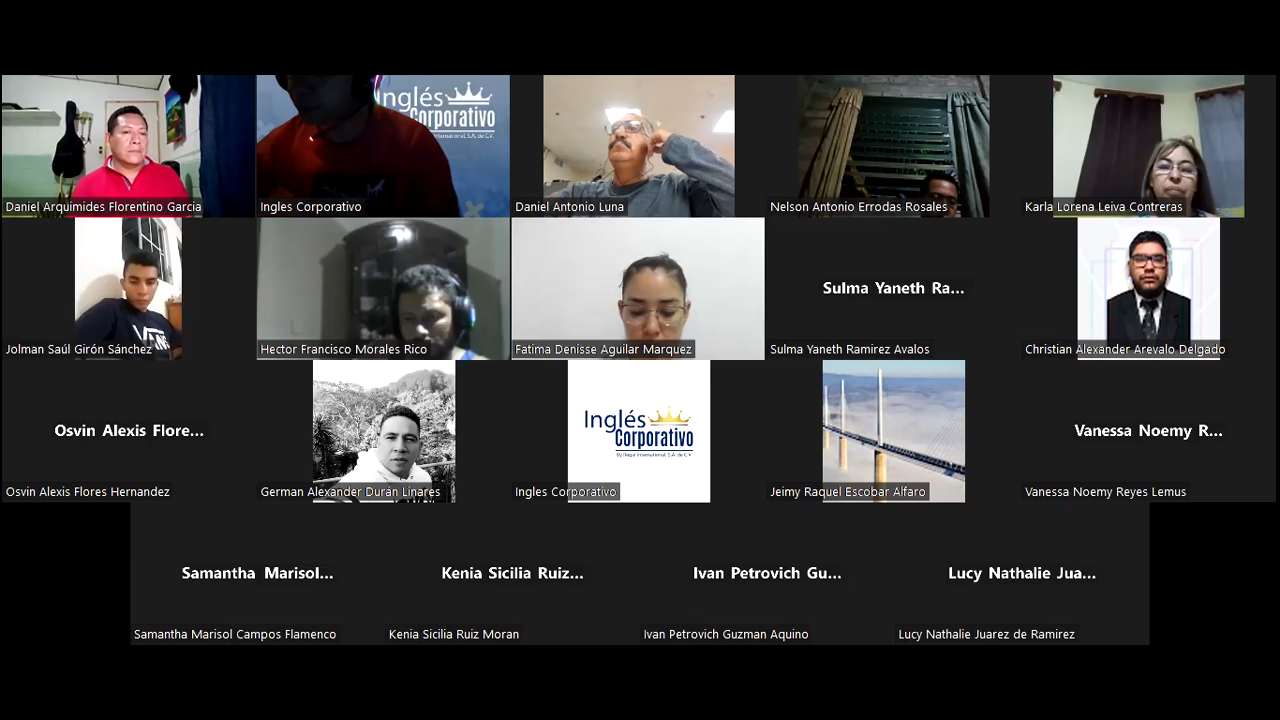 Inglés
Corporativo
International, S.A. de C.V.
Daniel Arquimides Florentino Garcia
Ingles Corporativo
Daniel Antonio Luna
Nelson Antonio Errodas Rosales
Karla Lorena Leiva Contreras
VANS
Sulma Yaneth Ra...
Jolman Saúl Girón Sánchez
Hector Francisco Morales Rico
Fatima Denisse Aguilar Marquez
Sulma Yaneth Ramirez Avalos
Christian Alexander Arevalo Delgado
Osvin Alexis Flore...
Inglés
Corporativo
International, S.A. de C.V.
Vanessa Noemy R...
Osvin Alexis Flores Hernandez
German Alexander Durán Linares
Ingles Corporativo
Jeimy Raquel Escobar Alfaro
Vanessa Noemy Reyes Lemus
Samantha Marisol...
Kenia Sicilia Ruiz...
Ivan Petrovich Gu...
Lucy Nathalie Jua...
Samantha Marisol Campos Flamenco
Kenia Sicilia Ruiz Moran
Ivan Petrovich Guzman Aquino
Lucy Nathalie Juarez de Ramirez